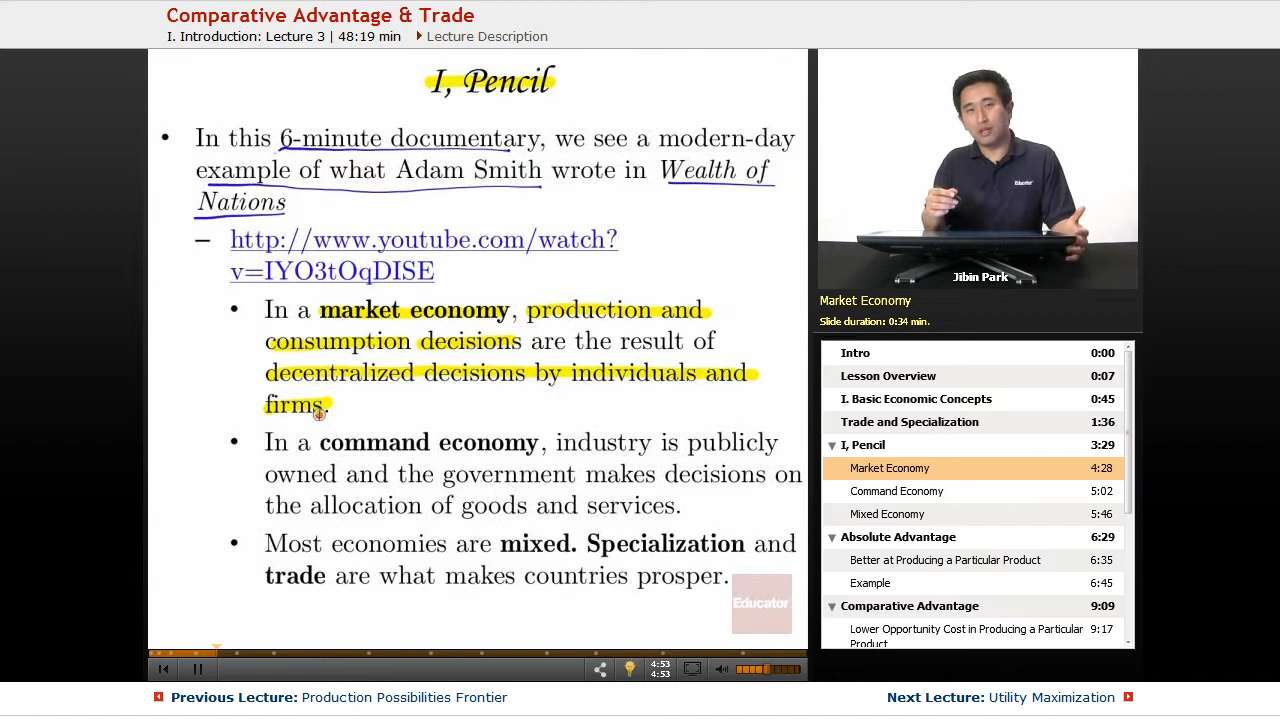 Comparative Advantage & Trade
I. Introduction: Lecture 3 | 48:19 min Lecture Description
I, Pencil
• In this 6-minute documentary, we see a modern-day
example of what Adam Smith wrote in Wealth of
Nations
– http://www.youtube.com/watch?
v=IYO3tOqDISE
• In a market economy, production and
consumption decisions are the result of
decentralized decisions by individuals and
firms.
• In a command economy, industry is publicly
owned and the government makes decisions on
the allocation of goods and services.
• Most economies are mixed. Specialization and
trade are what makes countries prosper.
Educator
Educator
Jibin Park
Market Economy
Slide duration: 0:34 min.
Intro 0:00
Lesson Overview 0:07
I. Basic Economic Concepts 0:45
Trade and Specialization 1:36
I, Pencil 3:29
Market Economy 4:28
Command Economy 5:02
Mixed Economy 5:46
Absolute Advantage 6:29
Better at Producing a Particular Product 6:35
Example 6:45
Comparative Advantage 9:09
Lower Opportunity Cost in Producing a Particular 9:17
Product
4:53
4:53
Previous Lecture: Production Possibilities Frontier
Next Lecture: Utility Maximization